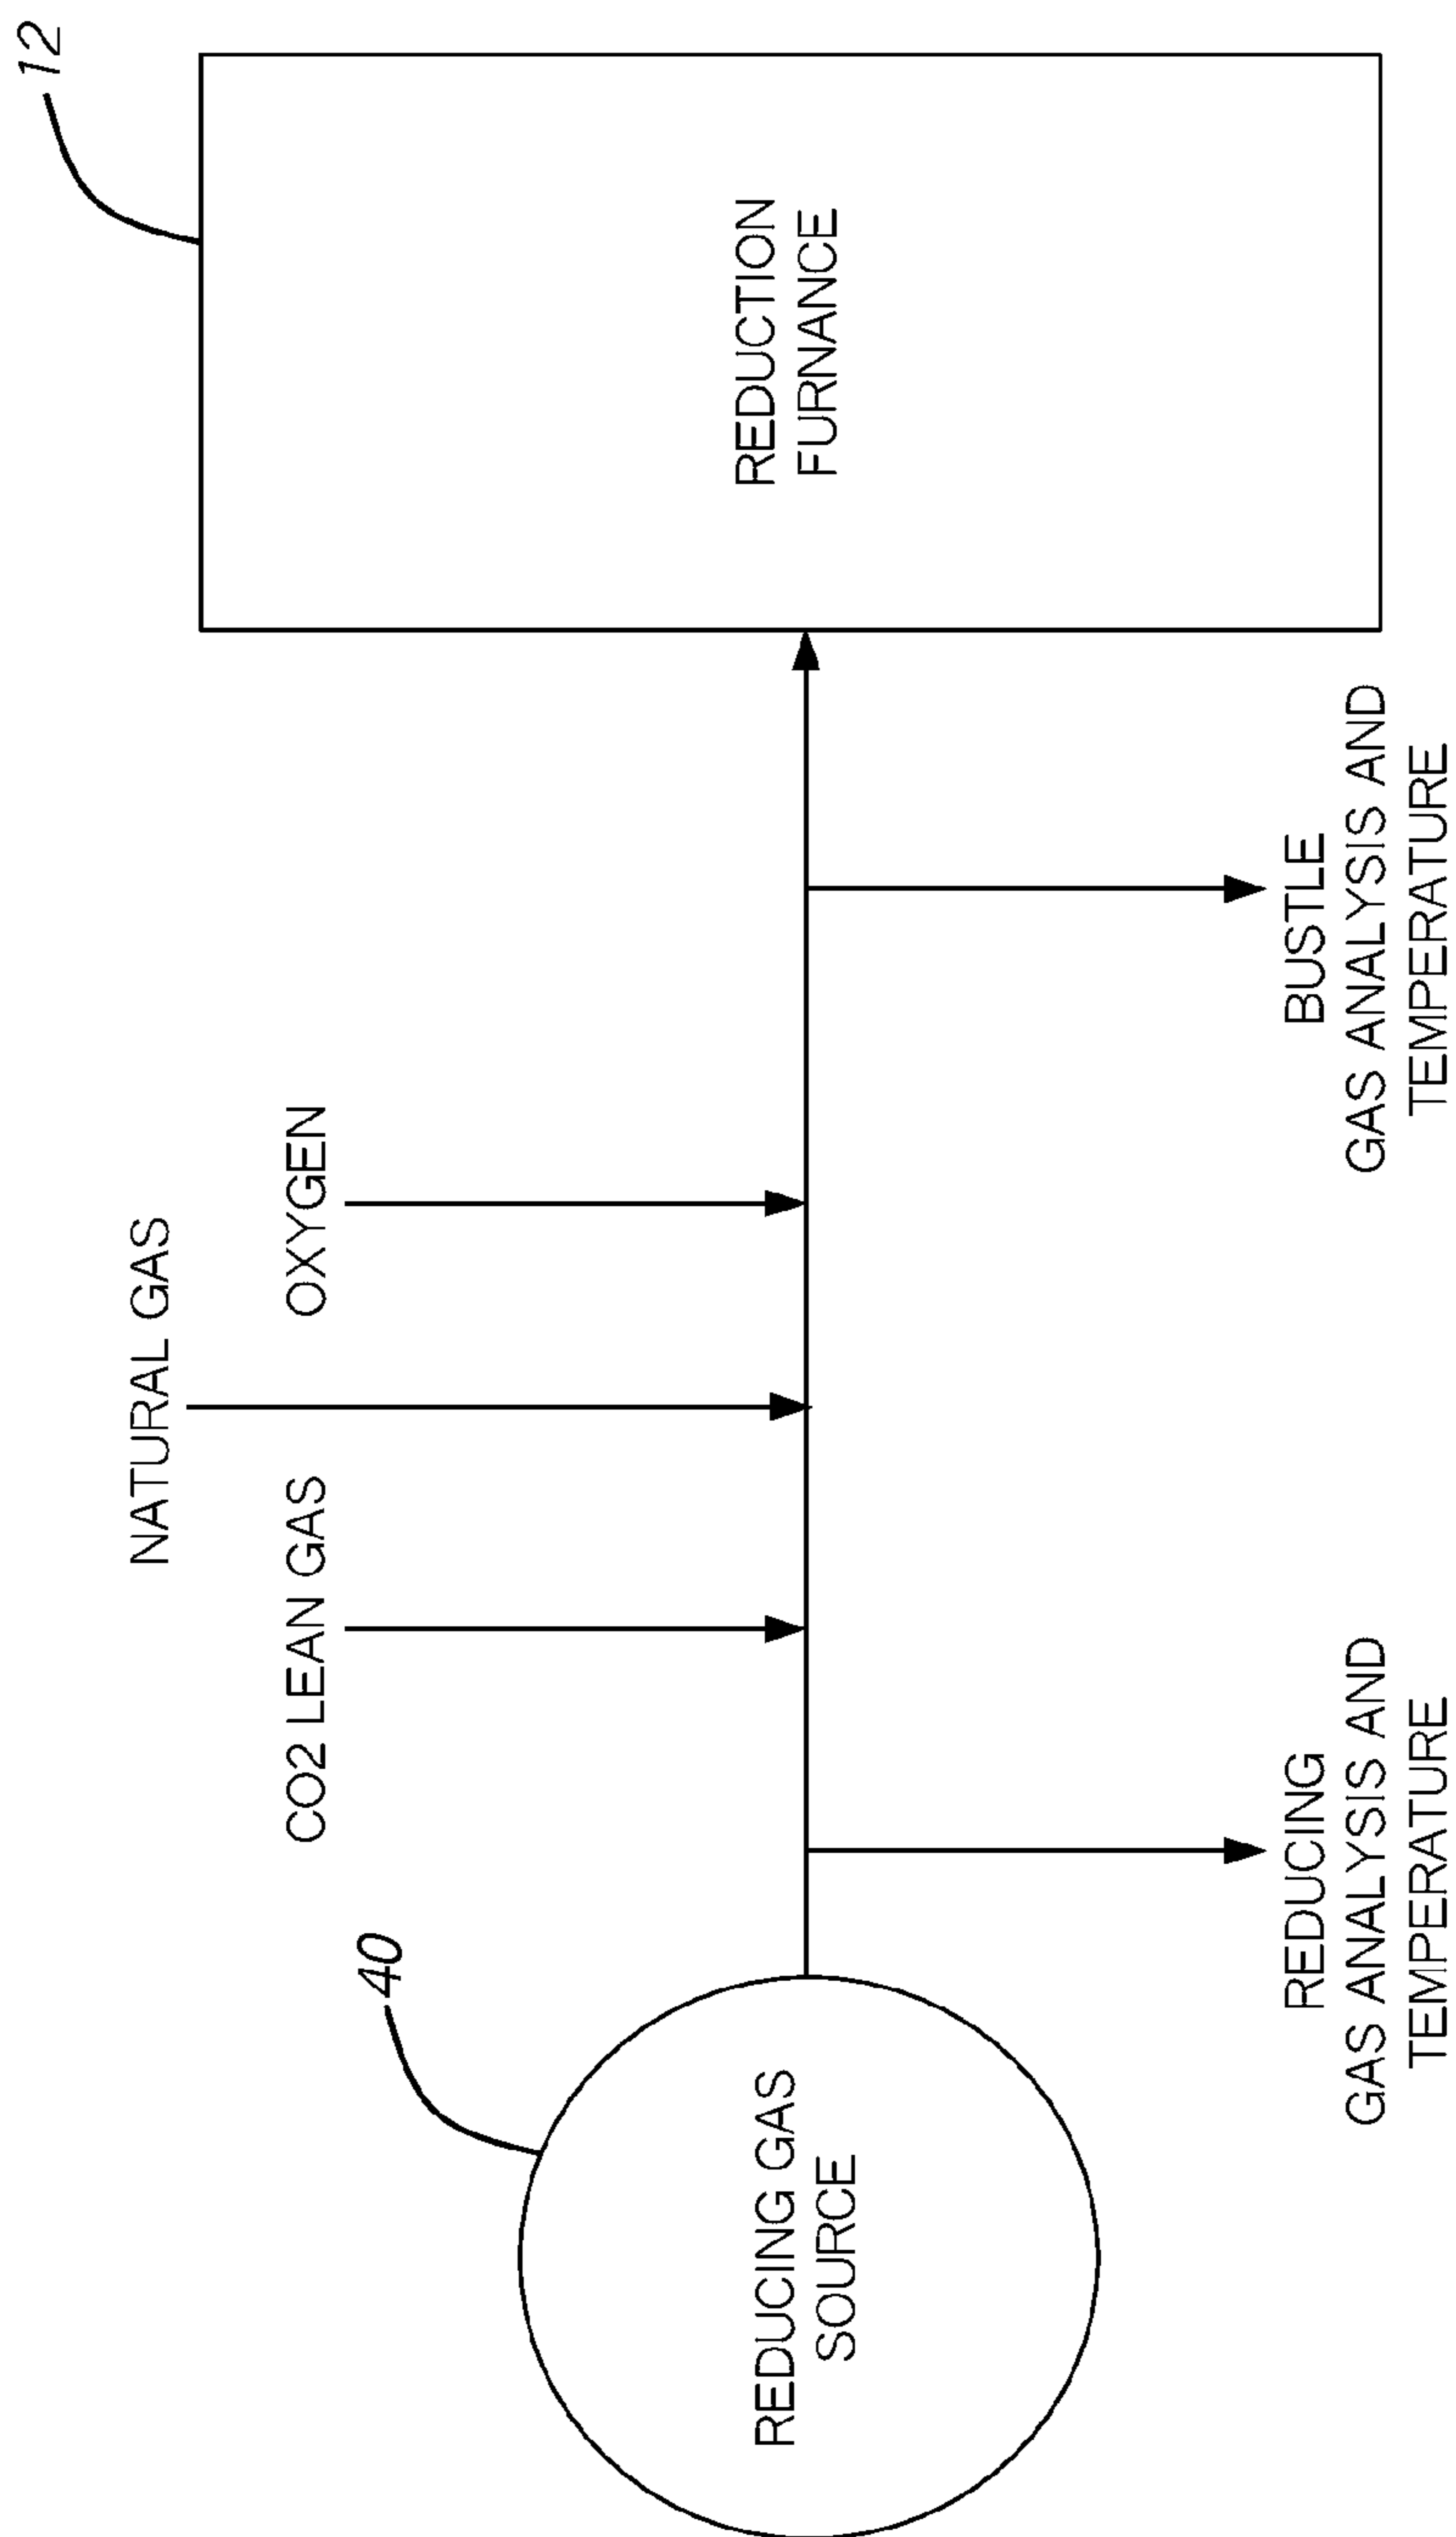 12
REDUCTION
FURNANCE
NATURAL GAS
CO2 LEAN GAS
OXYGEN
40
REDUCING GAS
SOURCE
REDUCING
GAS ANALYSIS AND
TEMPERATURE
BUSTLE
GAS ANALYSIS AND
TEMPERATURE